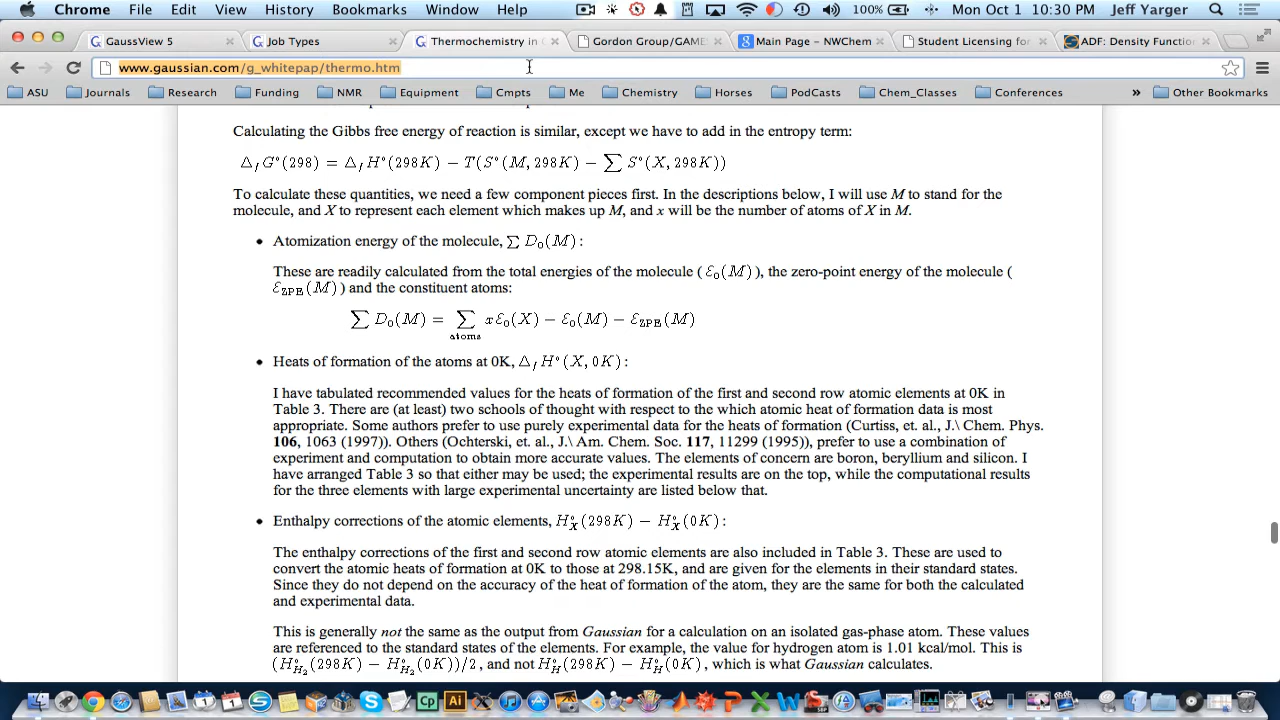 Chrome File Edit View History Bookmarks Window Help 100% Mon Oct 1 10:30 PM Jeff Yarger
GaussView 5 Job Types Thermochemistry in G Gordon Group/GAME Main Page – NWChem Student Licensing for ADF: Density Function
www.gaussian.com/g_whitepap/thermo.htm
ASU Journals Research Funding NMR Equipment Cmpts Me Chemistry Horses PodCasts Chem_Classes Conferences » Other Bookmarks
Calculating the Gibbs free energy of reaction is similar, except we have to add in the entropy term:
Δ_f G°(298) = Δ_f H°(298K) − T(S°(M, 298K) − ∑ S°(X, 298K))
To calculate these quantities, we need a few component pieces first. In the descriptions below, I will use M to stand for the
molecule, and X to represent each element which makes up M, and x will be the number of atoms of X in M.
• Atomization energy of the molecule, ∑ D₀(M):
These are readily calculated from the total energies of the molecule ( ℰ₀(M) ), the zero-point energy of the molecule (
ℰ_ZPE(M) ) and the constituent atoms:
∑ D₀(M) = ∑ xℰ₀(X) − ℰ₀(M) − ℰ_ZPE(M)
atoms
• Heats of formation of the atoms at 0K, Δ_f H°(X, 0K) :
I have tabulated recommended values for the heats of formation of the first and second row atomic elements at 0K in
Table 3. There are (at least) two schools of thought with respect to the which atomic heat of formation data is most
appropriate. Some authors prefer to use purely experimental data for the heats of formation (Curtiss, et. al., J.\ Chem. Phys.
106, 1063 (1997)). Others (Ochterski, et. al., J.\ Am. Chem. Soc. 117, 11299 (1995)), prefer to use a combination of
experiment and computation to obtain more accurate values. The elements of concern are boron, beryllium and silicon. I
have arranged Table 3 so that either may be used; the experimental results are on the top, while the computational results
for the three elements with large experimental uncertainty are listed below that.
• Enthalpy corrections of the atomic elements, H°_X(298K) − H°_X(0K) :
The enthalpy corrections of the first and second row atomic elements are also included in Table 3. These are used to
convert the atomic heats of formation at 0K to those at 298.15K, and are given for the elements in their standard states.
Since they do not depend on the accuracy of the heat of formation of the atom, they are the same for both the calculated
and experimental data.
This is generally not the same as the output from Gaussian for a calculation on an isolated gas-phase atom. These values
are referenced to the standard states of the elements. For example, the value for hydrogen atom is 1.01 kcal/mol. This is
(H°_H₂(298K) − H°_H₂(0K))/2, and not H°_H(298K) − H°_H(0K), which is what Gaussian calculates.